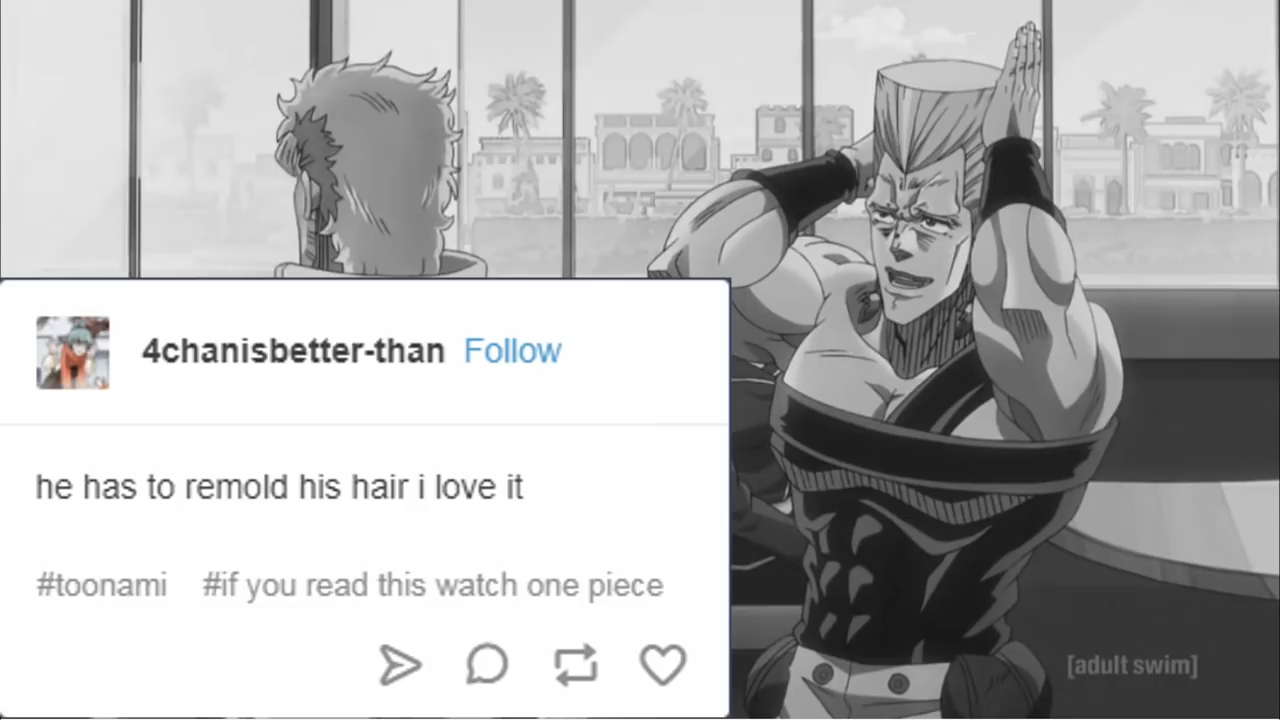 4chanisbetter-than Follow
he has to remold his hair i love it
#toonami #if you read this watch one piece
[adult swim]